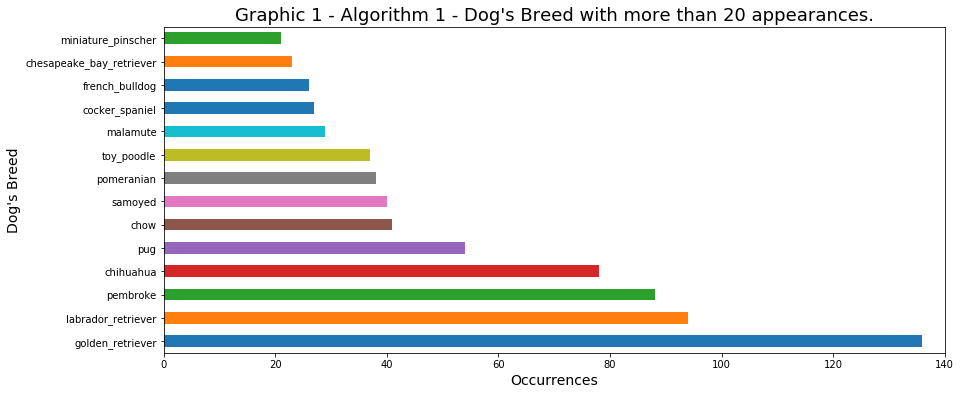 Graphic 1 - Algorithm 1 - Dog's Breed with more than 20 appearances.
Dog's Breed
miniature_pinscher
chesapeake_bay_retriever
french_bulldog
cocker_spaniel
malamute
toy_poodle
pomeranian
samoyed
chow
pug
chihuahua
pembroke
labrador_retriever
golden_retriever
0 20 40 60 80 100 120 140
Occurrences